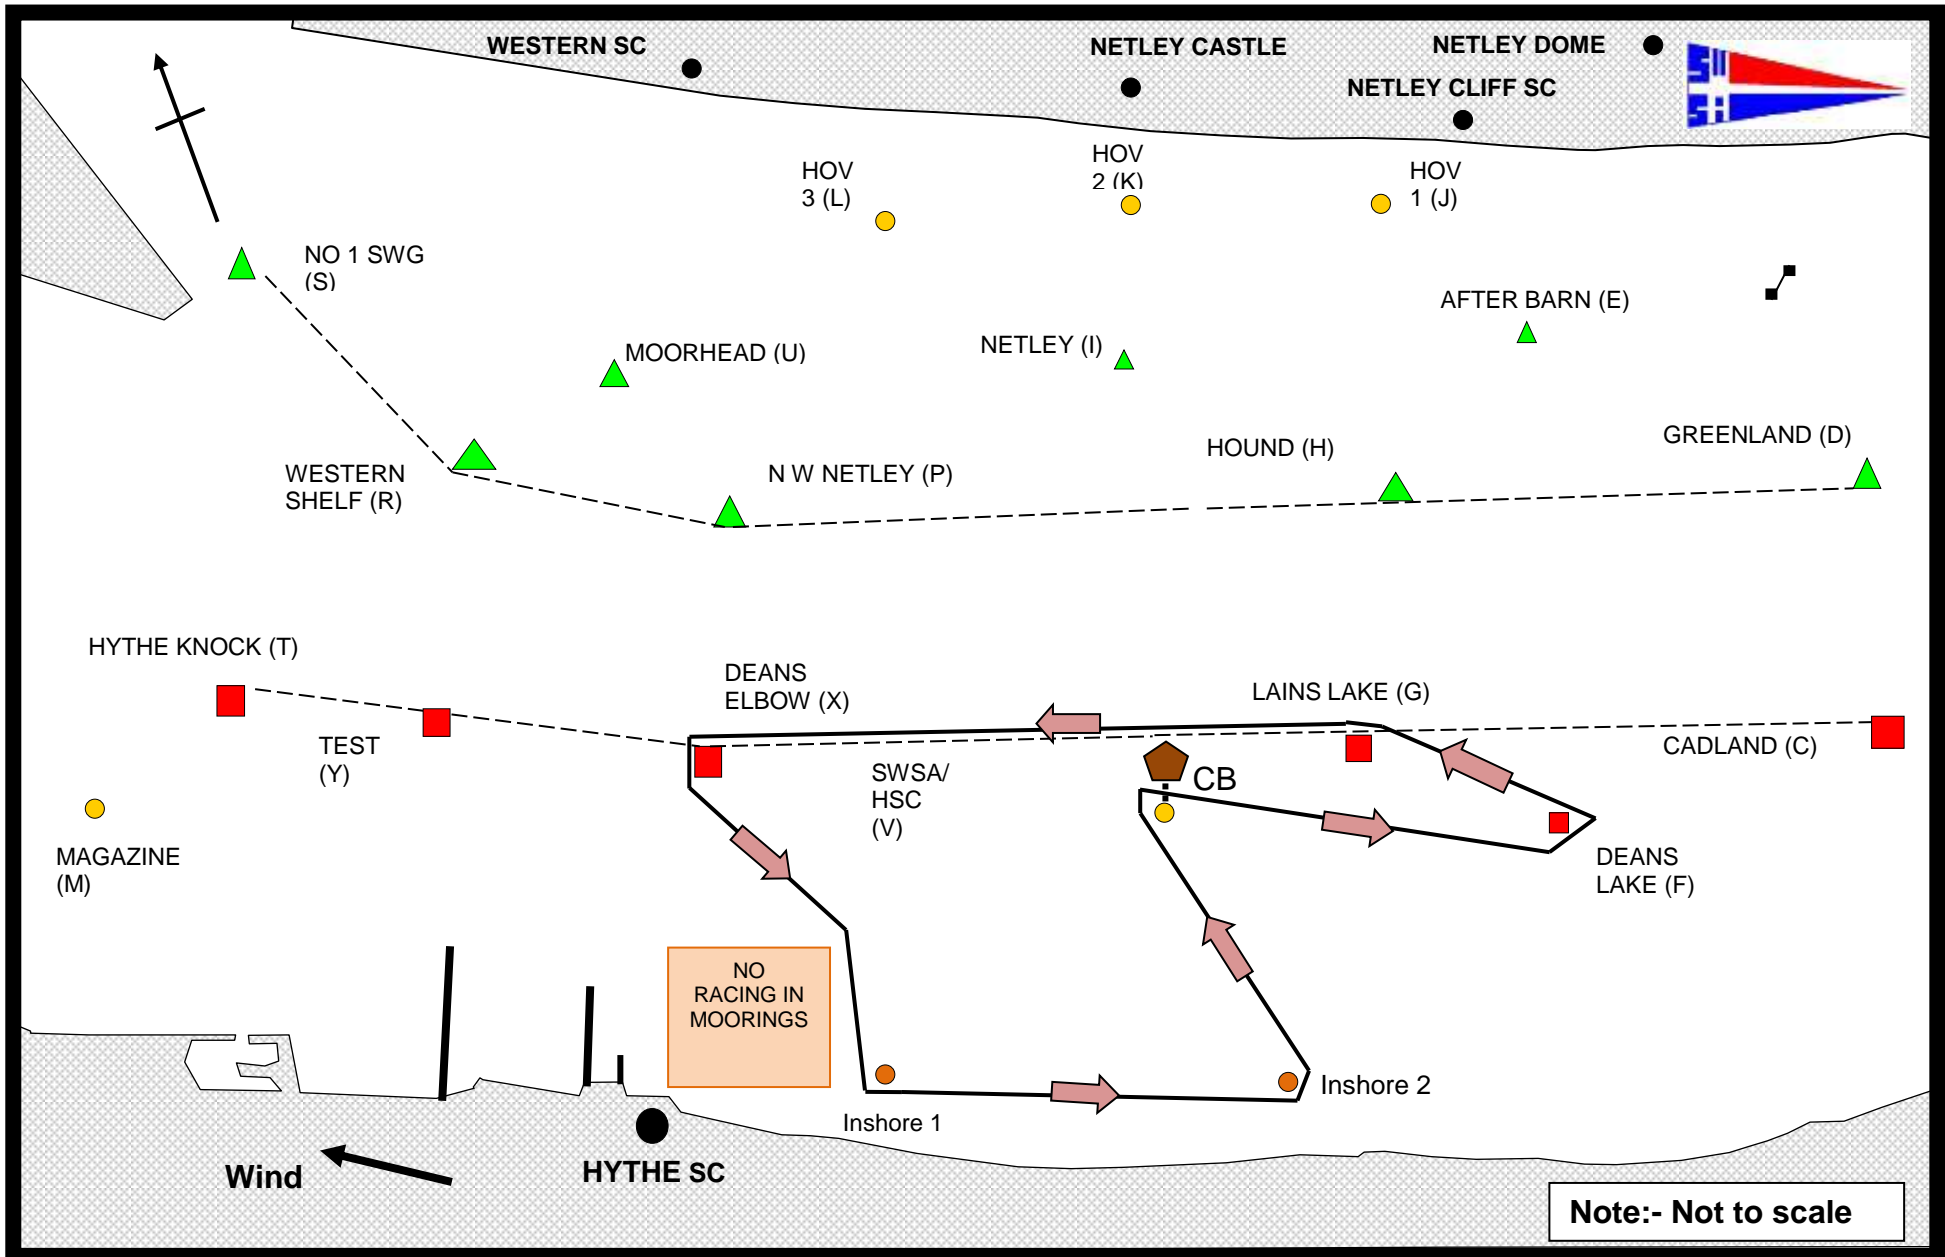 WESTERN SC
NETLEY CASTLE
NETLEY DOME
NETLEY CLIFF SC
HOV
3 (L)
HOV
2 (K)
HOV
1 (J)
NO 1 SWG
(S)
AFTER BARN (E)
MOORHEAD (U)
NETLEY (I)
WESTERN
SHELF (R)
N W NETLEY (P)
HOUND (H)
GREENLAND (D)
HYTHE KNOCK (T)
DEANS
ELBOW (X)
LAINS LAKE (G)
TEST
(Y)
SWSA/
HSC
(V)
CB
CADLAND (C)
MAGAZINE
(M)
DEANS
LAKE (F)
NO
RACING IN
MOORINGS
Inshore 1
Inshore 2
Wind
HYTHE SC
Note:- Not to scale